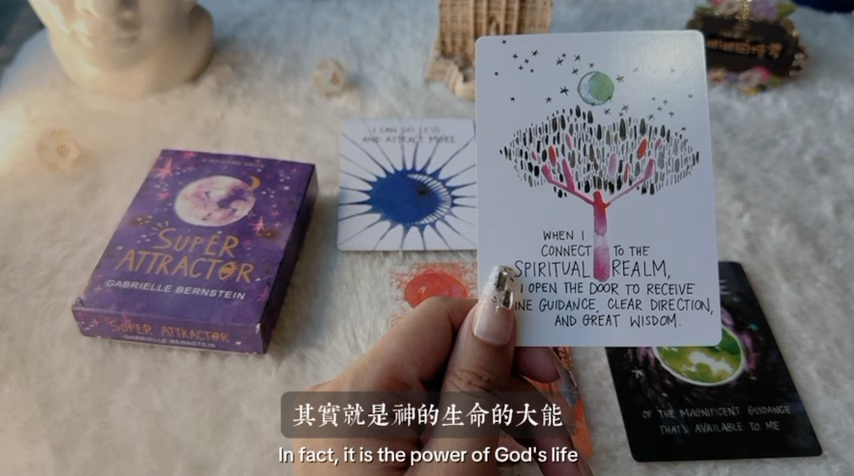 A 52-CARD DECK
SUPER
ATTRACTOR
GABRIELLE BERNSTEIN
SUPER ATTRACTOR
GABRIELLE BERNSTEIN
I CAN DO LESS
AND ATTRACT MORE
WHEN I
CONNECT TO THE
SPIRITUAL REALM,
I OPEN THE DOOR TO RECEIVE
INE GUIDANCE, CLEAR DIRECTION,
AND GREAT WISDOM.
OF THE MAGNIFICENT GUIDANCE
THAT'S AVAILABLE TO ME
其實就是神的生命的大能
In fact, it is the power of God's life